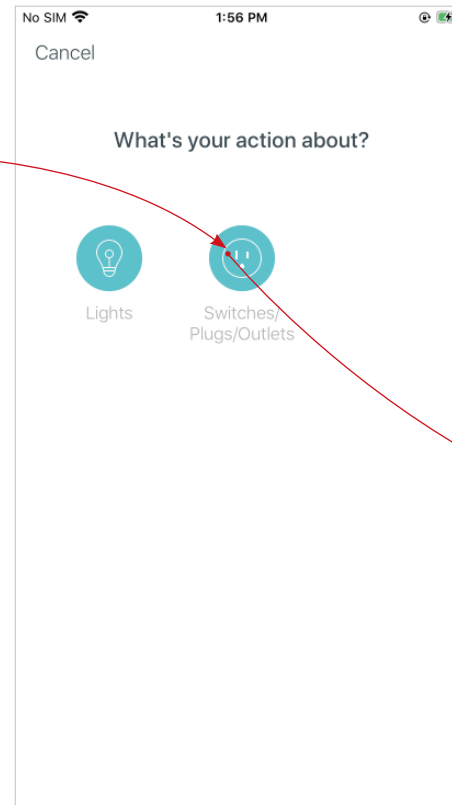 No SIM 1:56 PM
Cancel
What's your action about?
Lights
Switches/
Plugs/Outlets